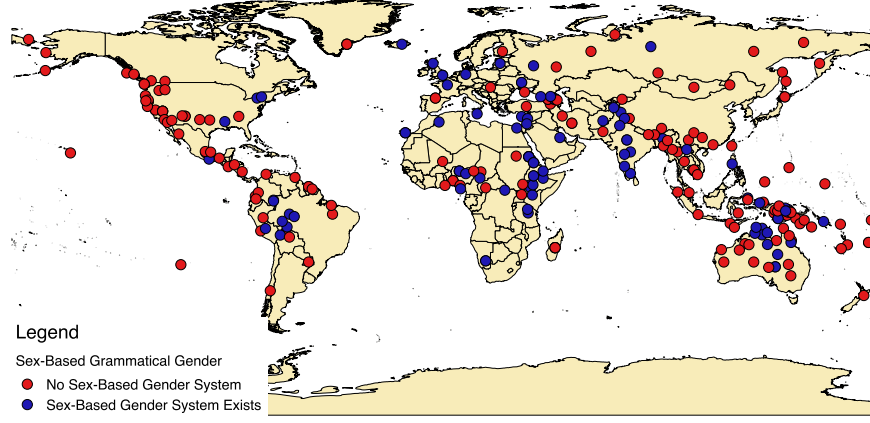 Legend
Sex-Based Grammatical Gender
No Sex-Based Gender System
Sex-Based Gender System Exists